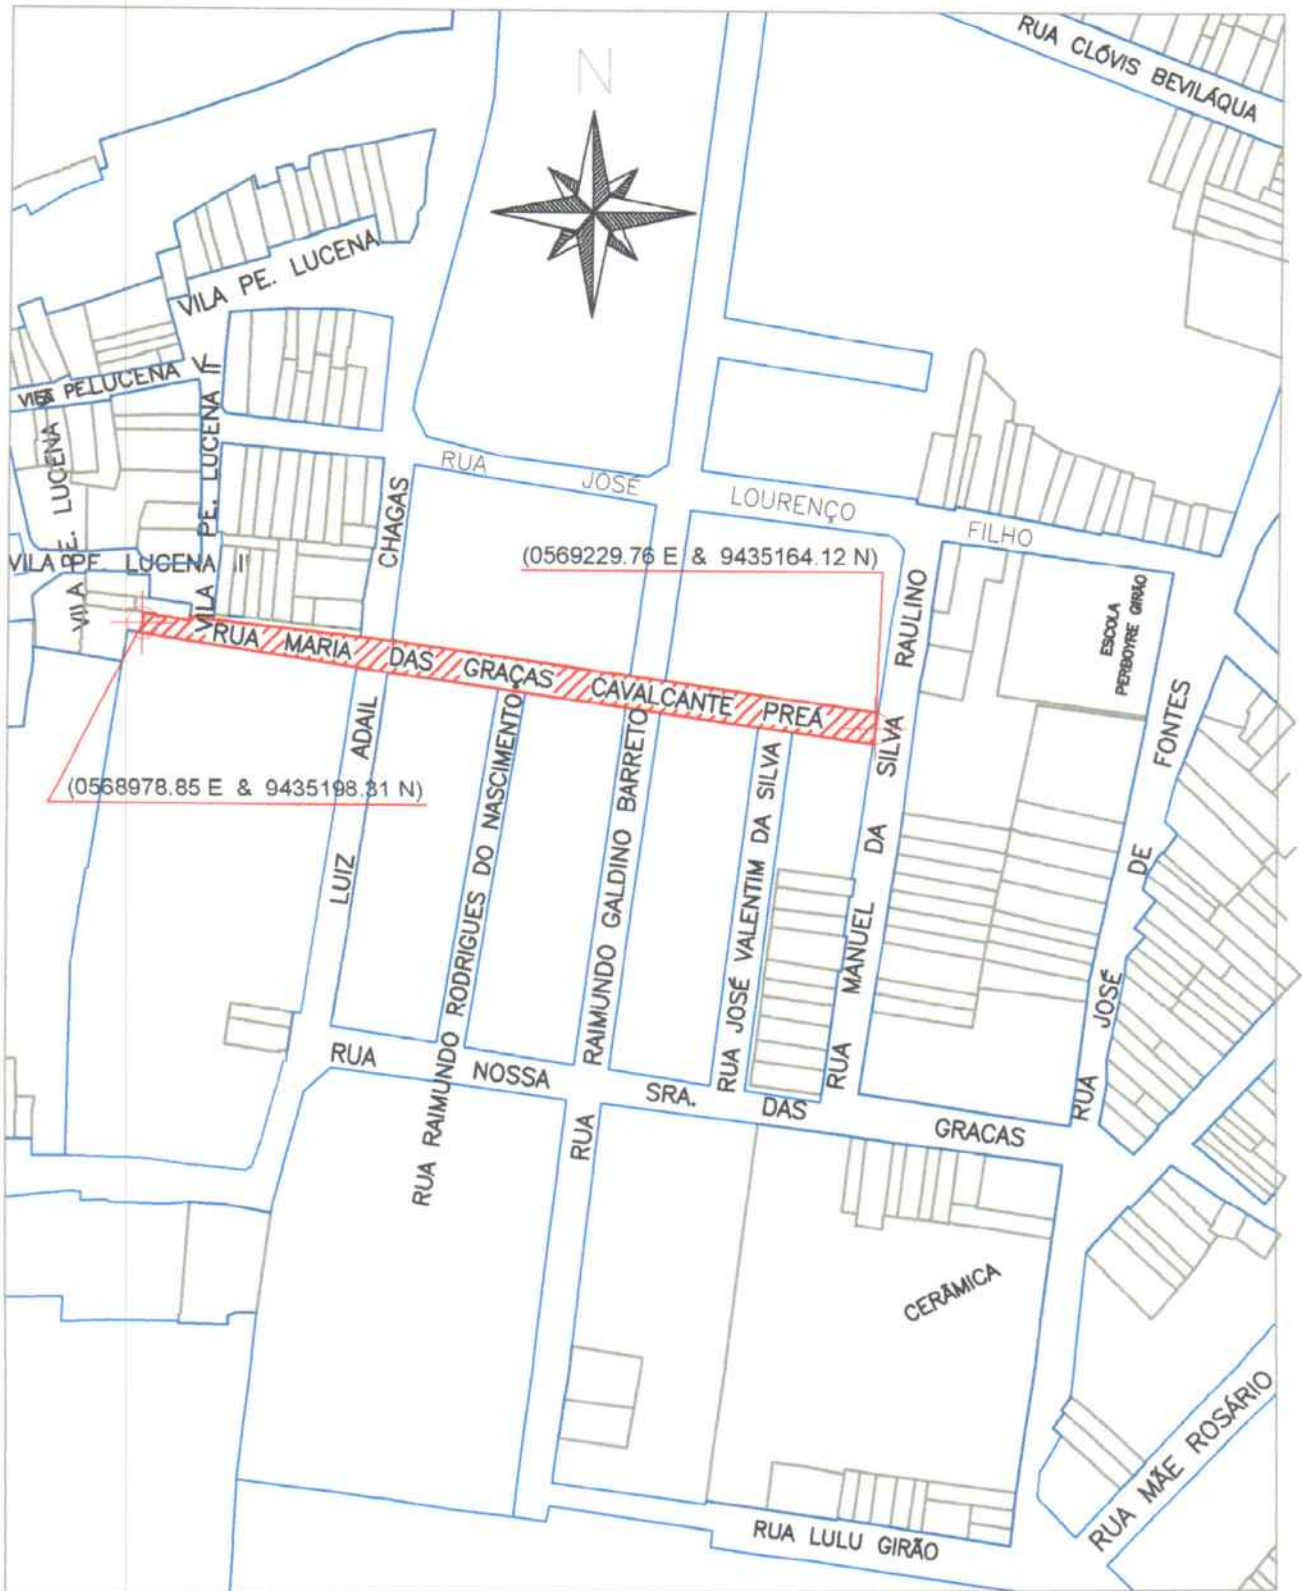 RUA CLÓVIS BEVILÁQUA
N
VILA PE. LUCENA
PE. LUCENA V
VILA PE. LUCENA II
VILA PE. LUCENA
RUA JOSÉ LOURENÇO FILHO
VILA PE. LUCENA III
(0569229.76 E & 9435164.12 N)
ESCOLA
PERBOYRE GIRÃO
RUA MARIA DAS GRAÇAS CAVALCANTE PREÁ
(0568978.85 E & 9435198.31 N)
LUIZ ADAIL CHAGAS
RUA RAIMUNDO RODRIGUES DO NASCIMENTO
RUA RAIMUNDO GALDINO BARRETO
RUA JOSÉ VALENTIM DA SILVA
RUA MANUEL DA SILVA RAULINO
RUA JOSÉ DE FONTES
RUA NOSSA SRA. DAS GRACAS
CERÂMICA
RUA MÃE ROSÁRIO
RUA LULU GIRÃO